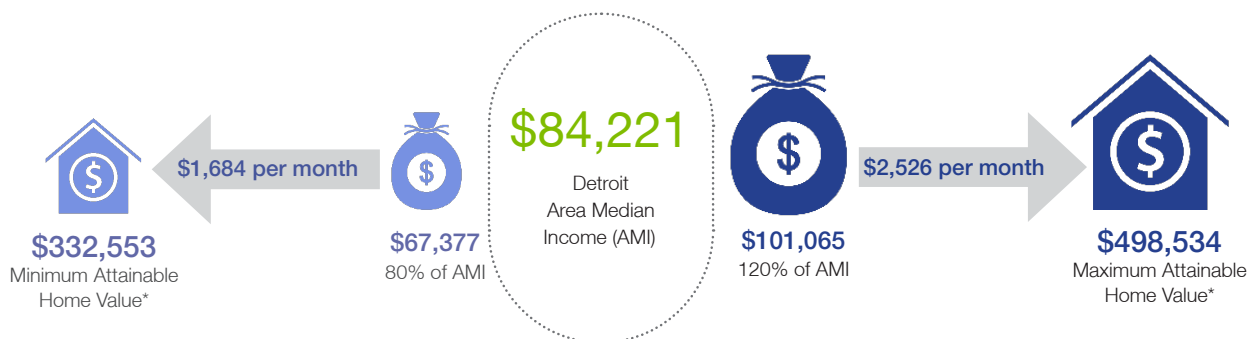 $1,684 per month
$332,553
Minimum Attainable
Home Value*
$
$
$67,377
80% of AMI
$84,221
Detroit
Area Median
Income (AMI)
$
$101,065
120% of AMI
$2,526 per month
$
$498,534
Maximum Attainable
Home Value*